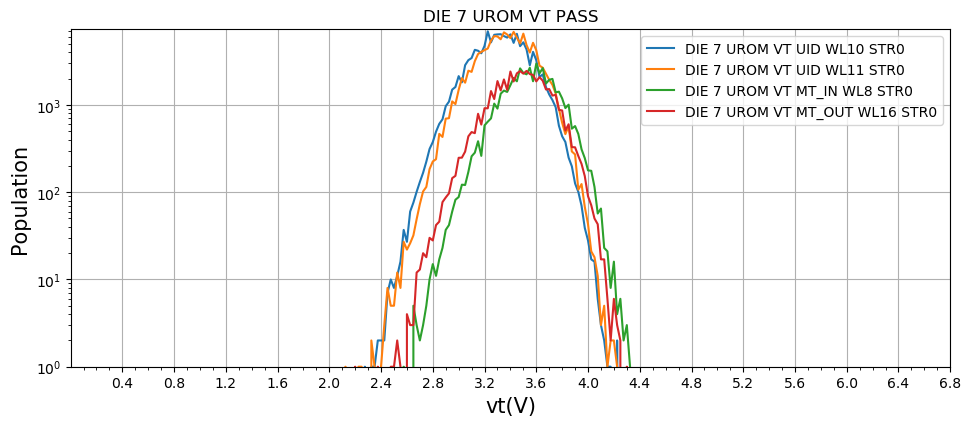 DIE 7 UROM VT PASS
DIE 7 UROM VT UID WL10 STR0
DIE 7 UROM VT UID WL11 STR0
DIE 7 UROM VT MT_IN WL8 STR0
DIE 7 UROM VT MT_OUT WL16 STR0
Population
10³
10²
10¹
10⁰
0.4 0.8 1.2 1.6 2.0 2.4 2.8 3.2 3.6 4.0 4.4 4.8 5.2 5.6 6.0 6.4 6.8
vt(V)